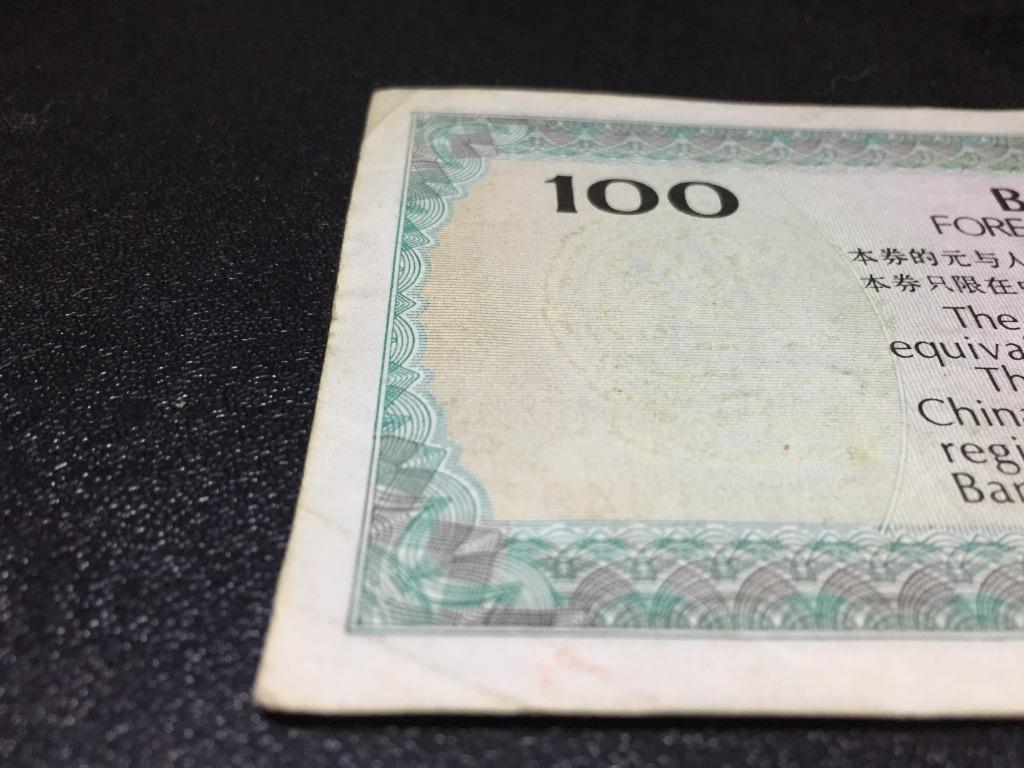 100
B
FORE
本券的元与人
本券只限在中
The
equiva
Th
China
regi
Ban